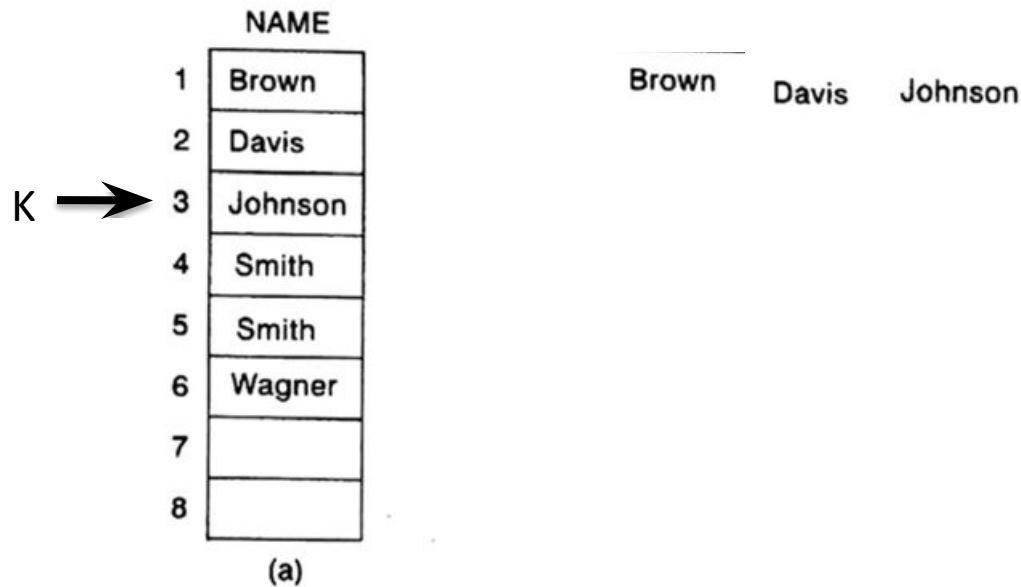 NAME
1 Brown
2 Davis
K 3 Johnson
4 Smith
5 Smith
6 Wagner
7
8
(a)
Brown Davis Johnson